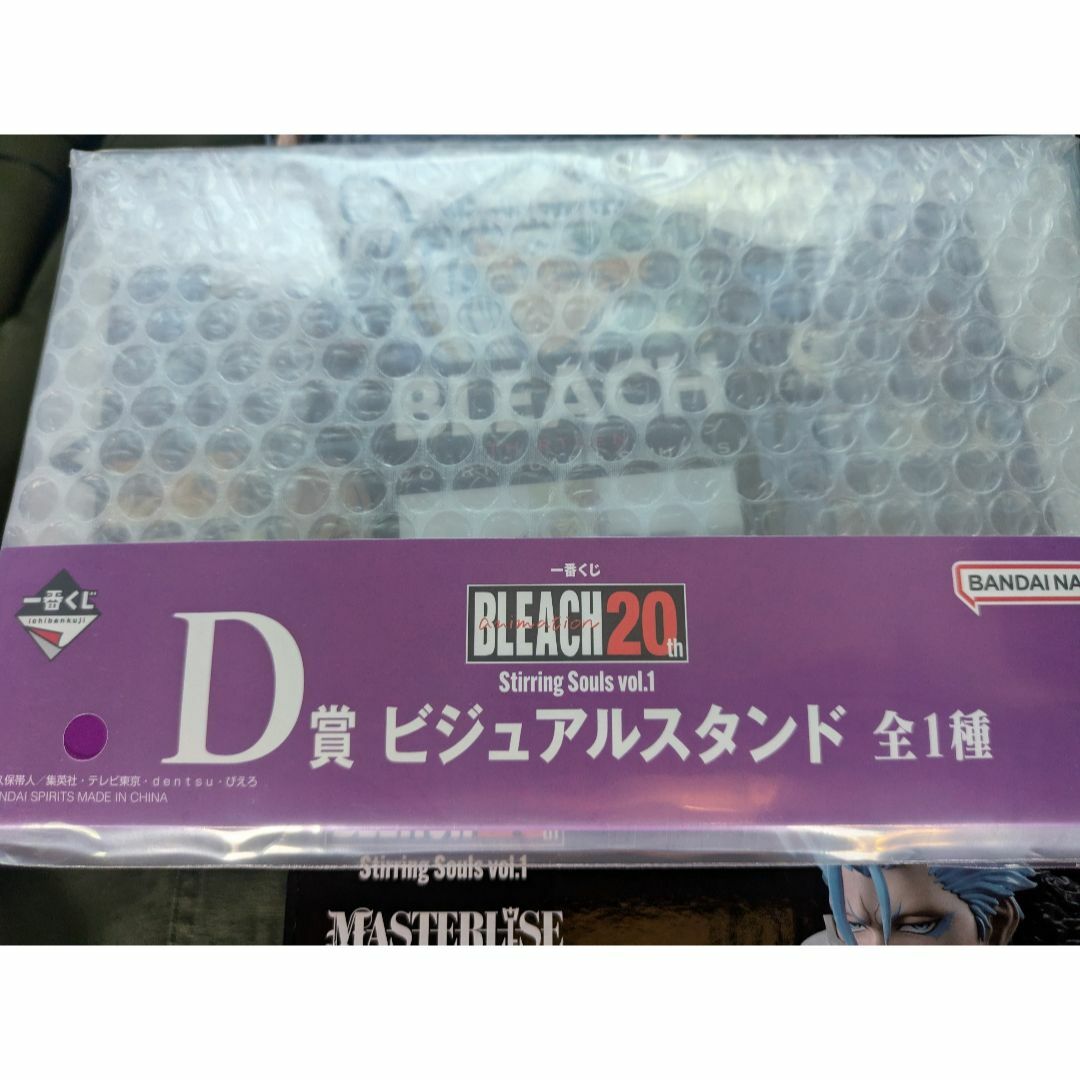 BLEACH
一番くじ
ichibankuji
一番くじ
BLEACH 20th
animation
Stirring Souls vol.1
BANDAI NA
D賞 ビジュアルスタンド 全1種
久保帯人/集英社・テレビ東京・dentsu・ぴえろ
NDAI SPIRITS MADE IN CHINA
Stirring Souls vol.1
MASTERLISE